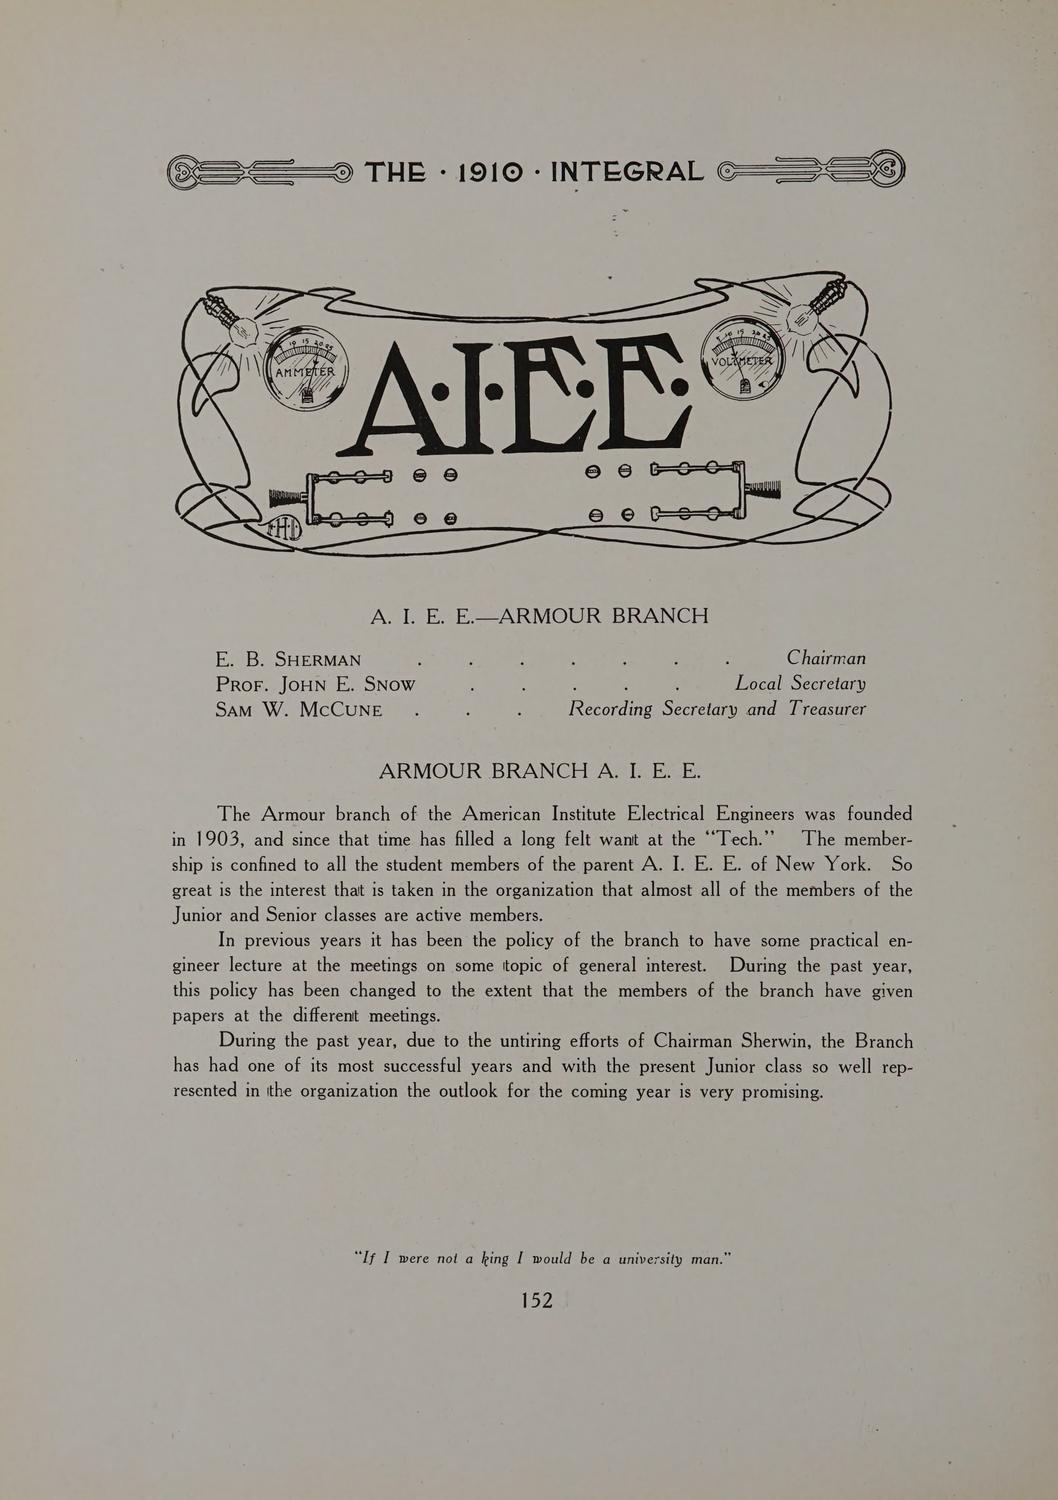 THE · 1910 · INTEGRAL
10 15 20 25
AMMETER
5 10 15 20 25
VOLTMETER
A·I·E·E·
A. I. E. E.—ARMOUR BRANCH
E. B. SHERMAN . . . . . . . Chairman
PROF. JOHN E. SNOW . . . . . Local Secretary
SAM W. MCCUNE . . . Recording Secretary and Treasurer
ARMOUR BRANCH A. I. E. E.
The Armour branch of the American Institute Electrical Engineers was founded
in 1903, and since that time has filled a long felt want at the “Tech.” The member-
ship is confined to all the student members of the parent A. I. E. E. of New York. So
great is the interest that is taken in the organization that almost all of the members of the
Junior and Senior classes are active members.
In previous years it has been the policy of the branch to have some practical en-
gineer lecture at the meetings on some topic of general interest. During the past year,
this policy has been changed to the extent that the members of the branch have given
papers at the different meetings.
During the past year, due to the untiring efforts of Chairman Sherwin, the Branch
has had one of its most successful years and with the present Junior class so well rep-
resented in the organization the outlook for the coming year is very promising.
“If I were not a king I would be a university man.”
152